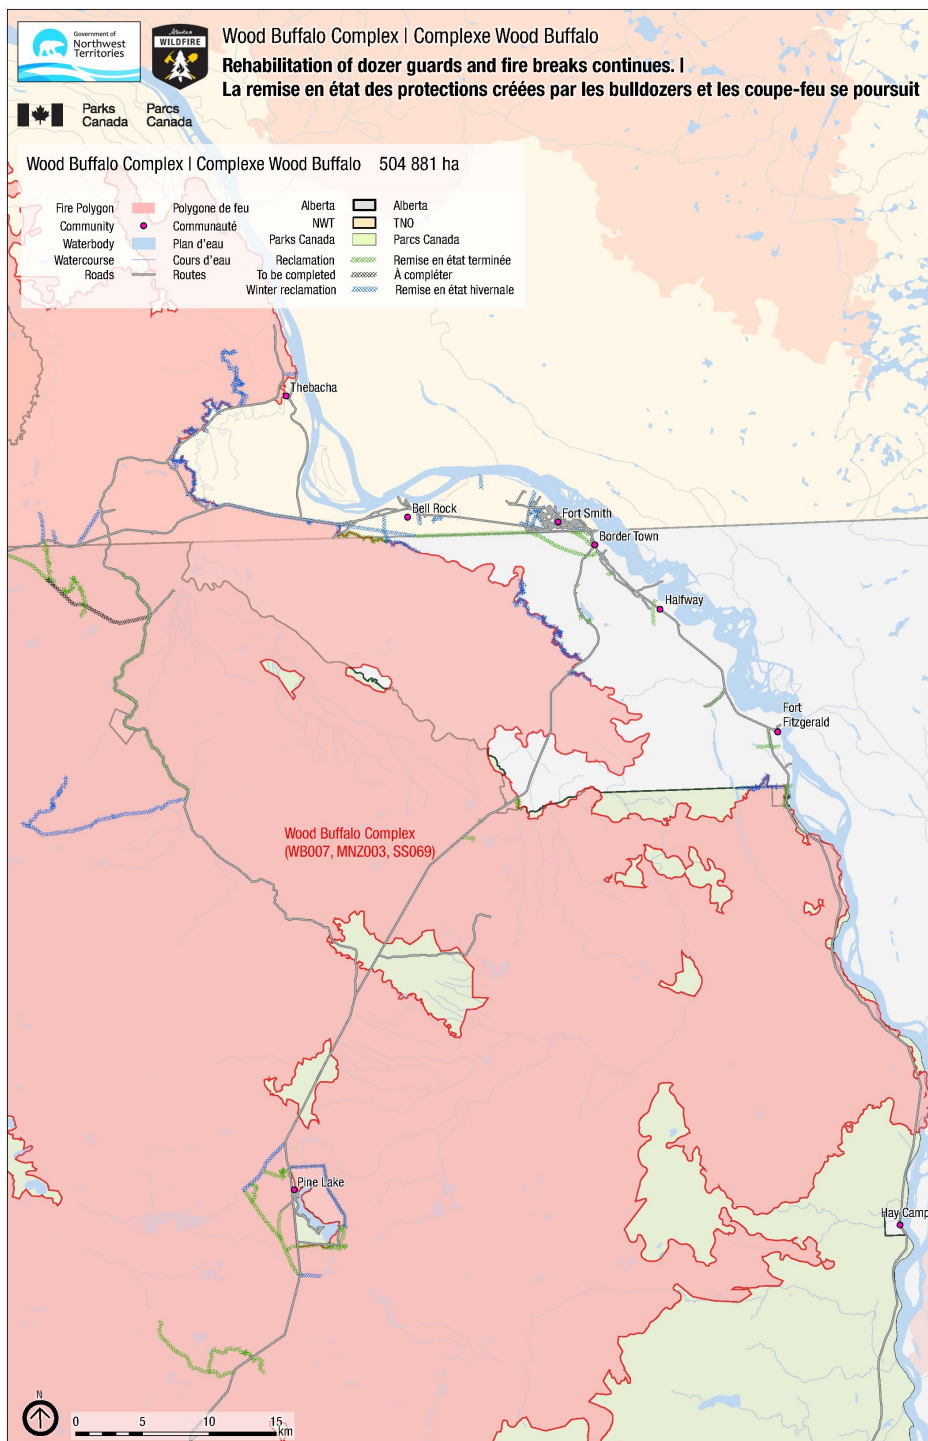 Government of
Northwest
Territories
Alberta
WILDFIRE
Wood Buffalo Complex | Complexe Wood Buffalo
Rehabilitation of dozer guards and fire breaks continues. |
La remise en état des protections créées par les bulldozers et les coupe-feu se poursuit
Parks Canada
Parcs Canada
Wood Buffalo Complex | Complexe Wood Buffalo 504 881 ha
Fire Polygon Polygone de feu
Community Communauté
Waterbody Plan d'eau
Watercourse Cours d'eau
Roads Routes
Alberta Alberta
NWT TNO
Parks Canada Parcs Canada
Reclamation Remise en état terminée
To be completed À compléter
Winter reclamation Remise en état hivernale
Thebacha
Bell Rock
Fort Smith
Border Town
Halfway
Fort
Fitzgerald
Wood Buffalo Complex
(WB007, MNZ003, SS069)
Pine Lake
Hay Camp
N
0 5 10 15
km